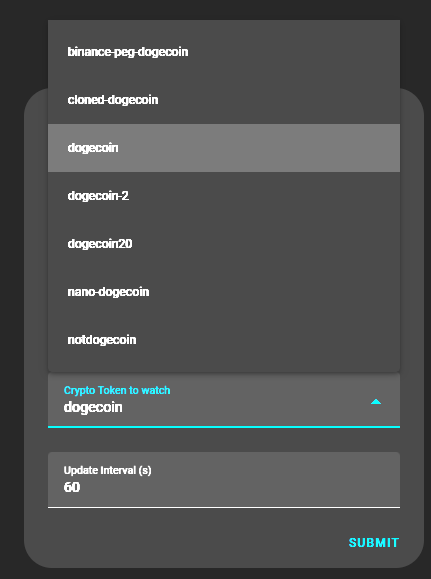 binance-peg-dogecoin
cloned-dogecoin
dogecoin
dogecoin-2
dogecoin20
nano-dogecoin
notdogecoin
Crypto Token to watch
dogecoin
Update Interval (s)
60
SUBMIT